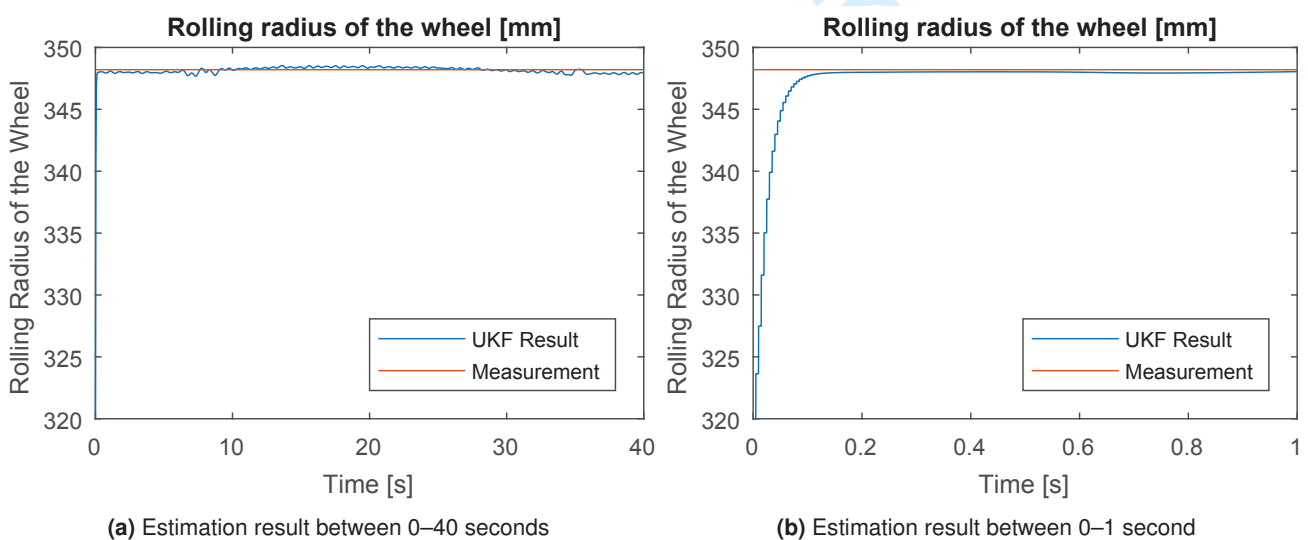 Rolling radius of the wheel [mm]
Rolling Radius of the Wheel
350
345
340
335
330
325
320
0
10
20
30
40
Time [s]
UKF Result
Measurement
(a) Estimation result between 0–40 seconds
Rolling radius of the wheel [mm]
Rolling Radius of the Wheel
350
345
340
335
330
325
320
0
0.2
0.4
0.6
0.8
1
Time [s]
UKF Result
Measurement
(b) Estimation result between 0–1 second